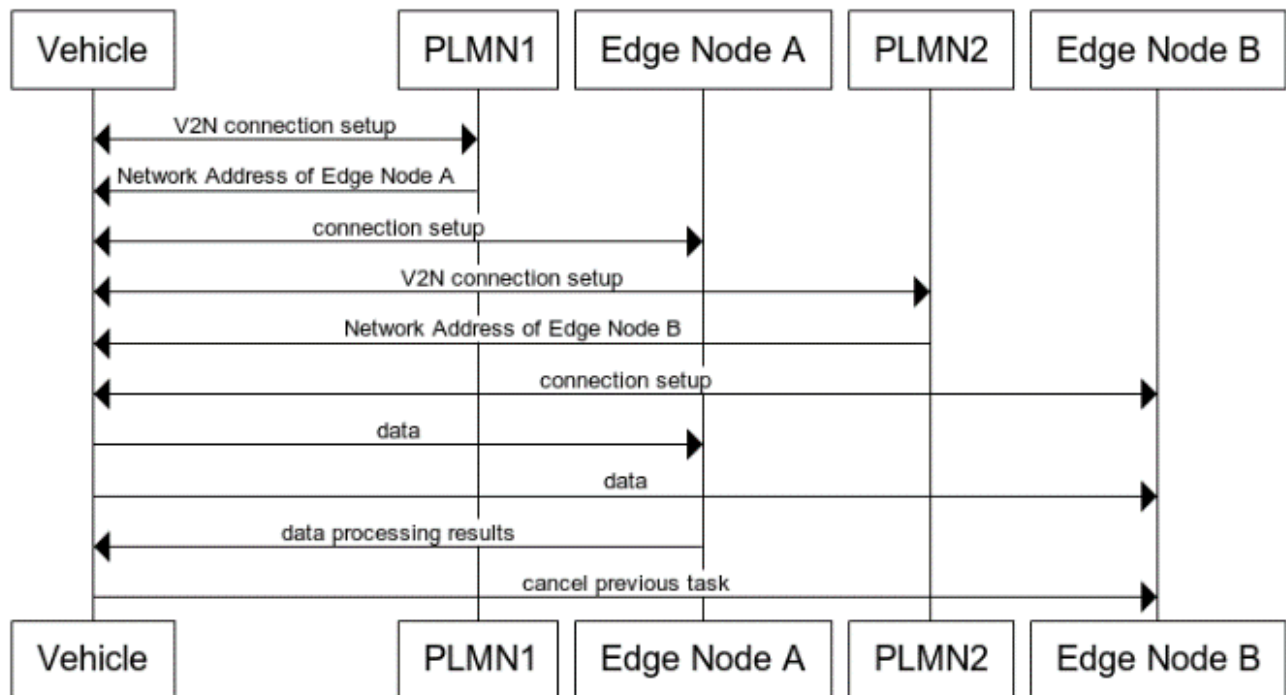 Vehicle
PLMN1
Edge Node A
PLMN2
Edge Node B
V2N connection setup
Network Address of Edge Node A
connection setup
V2N connection setup
Network Address of Edge Node B
connection setup
data
data
data processing results
cancel previous task
Vehicle
PLMN1
Edge Node A
PLMN2
Edge Node B